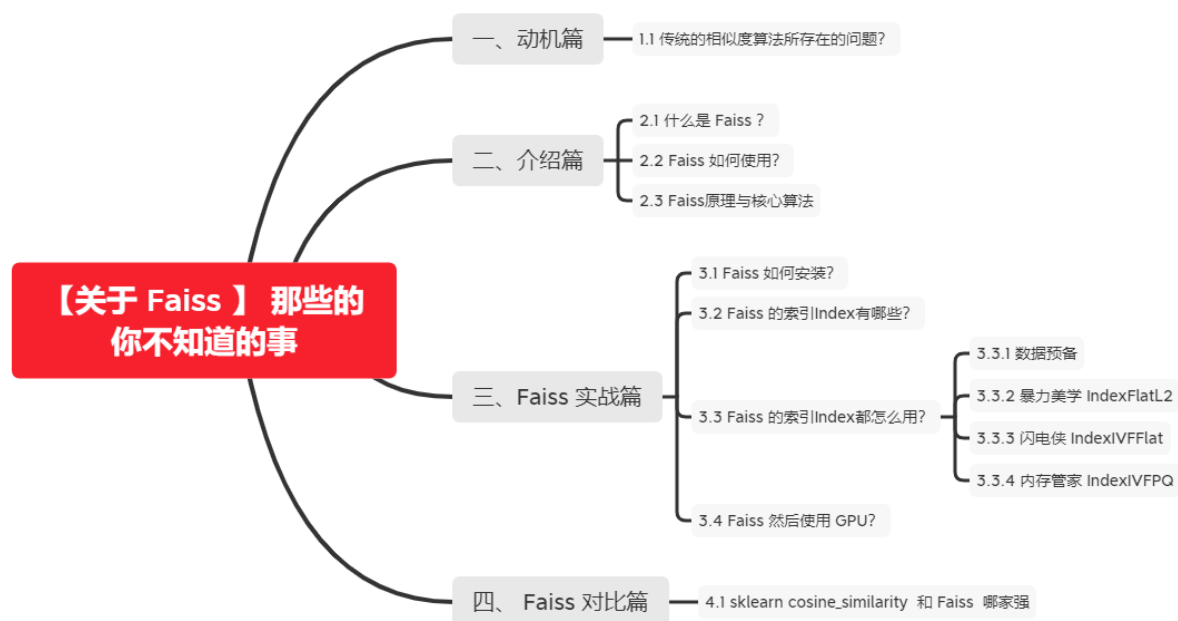 【关于 Faiss 】 那些的
你不知道的事
一、动机篇
1.1 传统的相似度算法所存在的问题？
二、介绍篇
2.1 什么是 Faiss ？
2.2 Faiss 如何使用？
2.3 Faiss原理与核心算法
三、Faiss 实战篇
3.1 Faiss 如何安装？
3.2 Faiss 的索引Index有哪些？
3.3 Faiss 的索引Index都怎么用？
3.3.1 数据预备
3.3.2 暴力美学 IndexFlatL2
3.3.3 闪电侠 IndexIVFFlat
3.3.4 内存管家 IndexIVFPQ
3.4 Faiss 然后使用 GPU？
四、 Faiss 对比篇
4.1 sklearn cosine_similarity 和 Faiss 哪家强